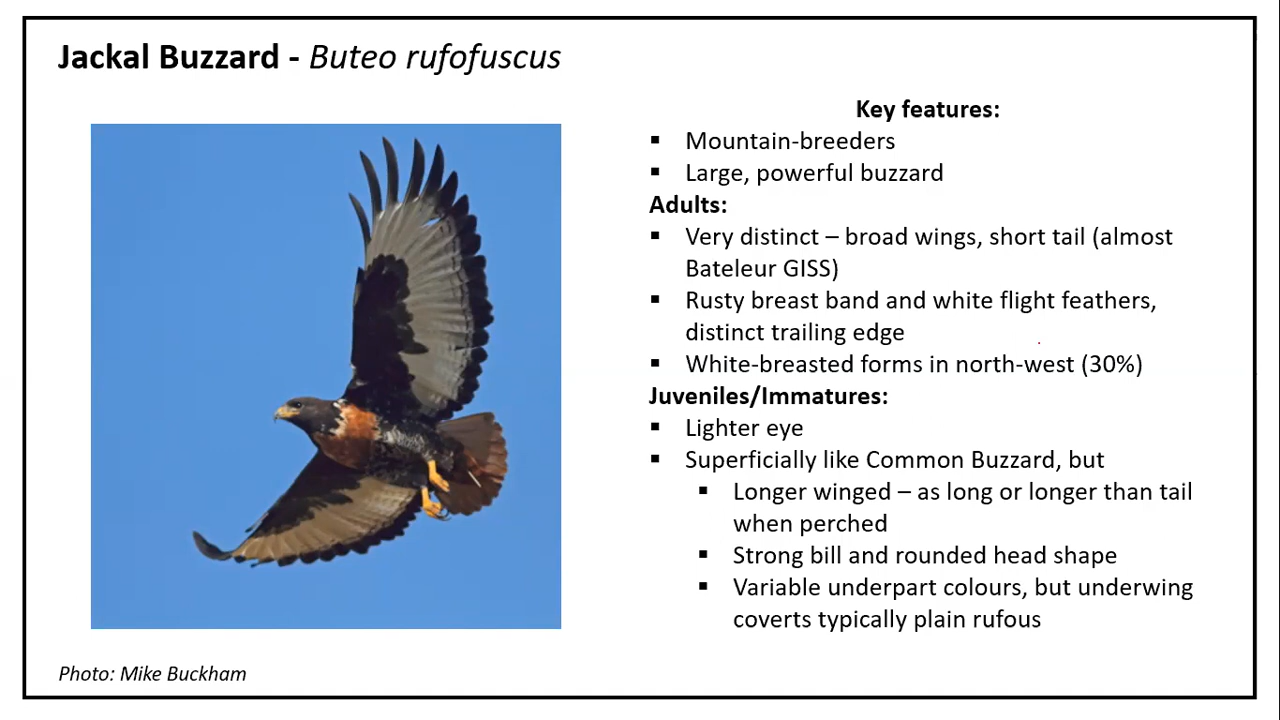 Jackal Buzzard - Buteo rufofuscus
Key features:
▪ Mountain-breeders
▪ Large, powerful buzzard
Adults:
▪ Very distinct – broad wings, short tail (almost
Bateleur GISS)
▪ Rusty breast band and white flight feathers,
distinct trailing edge
▪ White-breasted forms in north-west (30%)
Juveniles/Immatures:
▪ Lighter eye
▪ Superficially like Common Buzzard, but
▪ Longer winged – as long or longer than tail
when perched
▪ Strong bill and rounded head shape
▪ Variable underpart colours, but underwing
coverts typically plain rufous
Photo: Mike Buckham